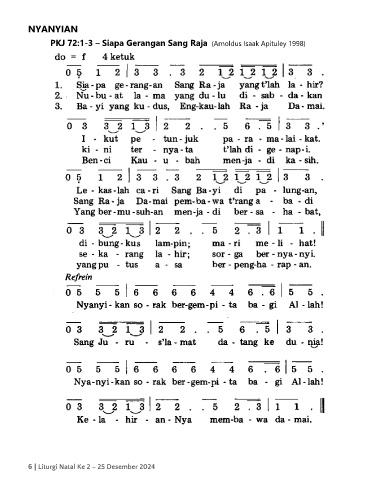 NYANYIAN
PKJ 72:1-3 – Siapa Gerangan Sang Raja (Arnoldus Isaak Apituley 1998)
do = f 4 ketuk
0 5 1 2 | 3 3 . 3 2 1 2 1 2 1 2 | 3 3 .
1. Sia-pa ge-rang-an Sang Ra-ja yang t'lah la-hir?
2. Nu-bu-at la-ma yang du-lu di-sab-da-kan
3. Ba-yi yang ku-dus, Eng-kau-lah Ra-ja Da-mai.
0 3 3 2 1 3 | 2 2 . . 5 6 . 5 | 3 3 . '
I - kut pe - tun-juk pa-ra-ma-lai-kat.
ki - ni ter - nya-ta t'lah di-ge-nap-i.
Ben-ci Kau-u-bah men-ja-di ka-sih.
0 5 1 2 | 3 3 . 3 2 1 2 1 2 1 2 | 3 3 .
Le-kas-lah ca-ri Sang Ba-yi di pa-lung-an,
Sang Ra-ja Da-mai pem-ba-wa t'rang a-ba-di
Yang ber-mu-suh-an men-ja-di ber-sa-ha-bat,
0 3 3 2 1 3 | 2 2 . . 5 2 . 3 | 1 1 .
di-bung-kus lam-pin; ma-ri me-li-hat!
se-ka-rang la-hir; sor-ga ber-nya-nyi.
yang pu-tus a-sa ber-peng-ha-rap-an.
Refrein
0 5 5 5 | 6 6 6 6 4 4 6 . 6 | 5 5 .
Nyanyi-kan so-rak ber-gem-pi-ta ba-gi Al-lah!
0 3 3 2 1 3 | 2 2 . . 5 6 . 5 | 3 3 .
Sang Ju-ru-s'la-mat da-tang ke du-nia!
0 5 5 5 | 6 6 6 6 4 4 6 . 6 | 5 5 .
Nya-nyi-kan so-rak ber-gem-pi-ta ba-gi Al-lah!
0 3 3 2 1 3 | 2 2 . . 5 2 . 3 | 1 1 .
Ke-la-hir-an-Nya mem-ba-wa da-mai.
6 | Liturgi Natal Ke 2 – 25 Desember 2024